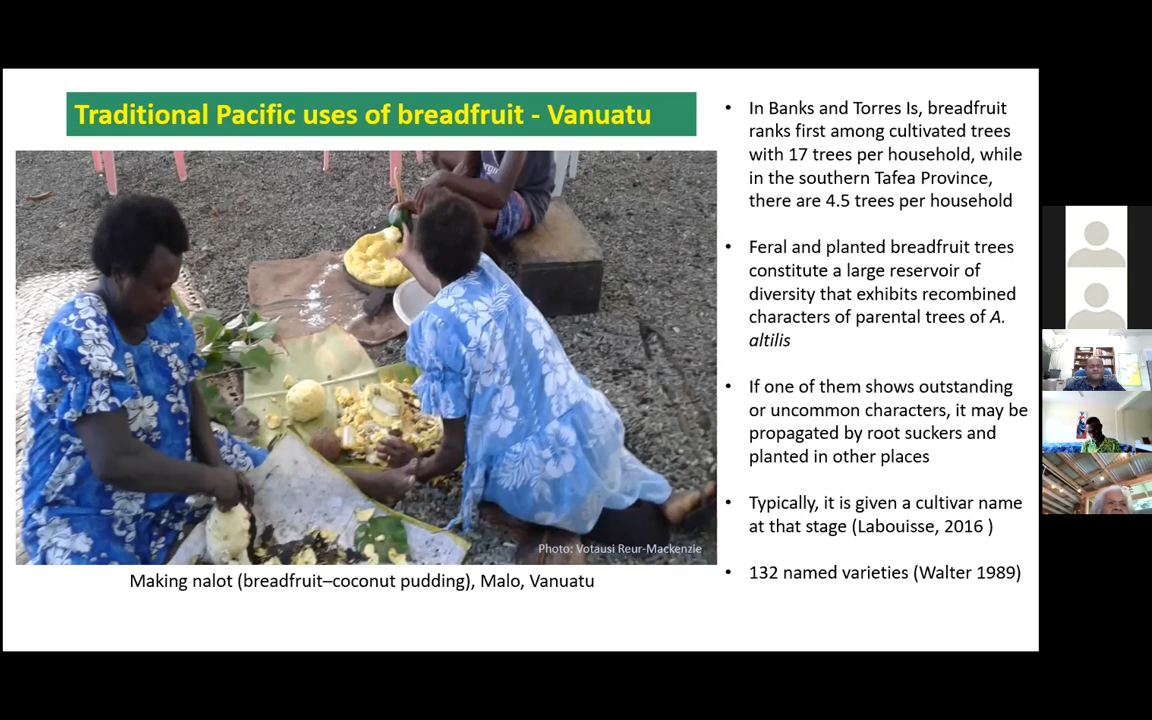 Traditional Pacific uses of breadfruit - Vanuatu
Photo: Votausi Reur-Mackenzie
Making nalot (breadfruit–coconut pudding), Malo, Vanuatu
• In Banks and Torres Is, breadfruit
ranks first among cultivated trees
with 17 trees per household, while
in the southern Tafea Province,
there are 4.5 trees per household
• Feral and planted breadfruit trees
constitute a large reservoir of
diversity that exhibits recombined
characters of parental trees of A.
altilis
• If one of them shows outstanding
or uncommon characters, it may be
propagated by root suckers and
planted in other places
• Typically, it is given a cultivar name
at that stage (Labouisse, 2016 )
• 132 named varieties (Walter 1989)